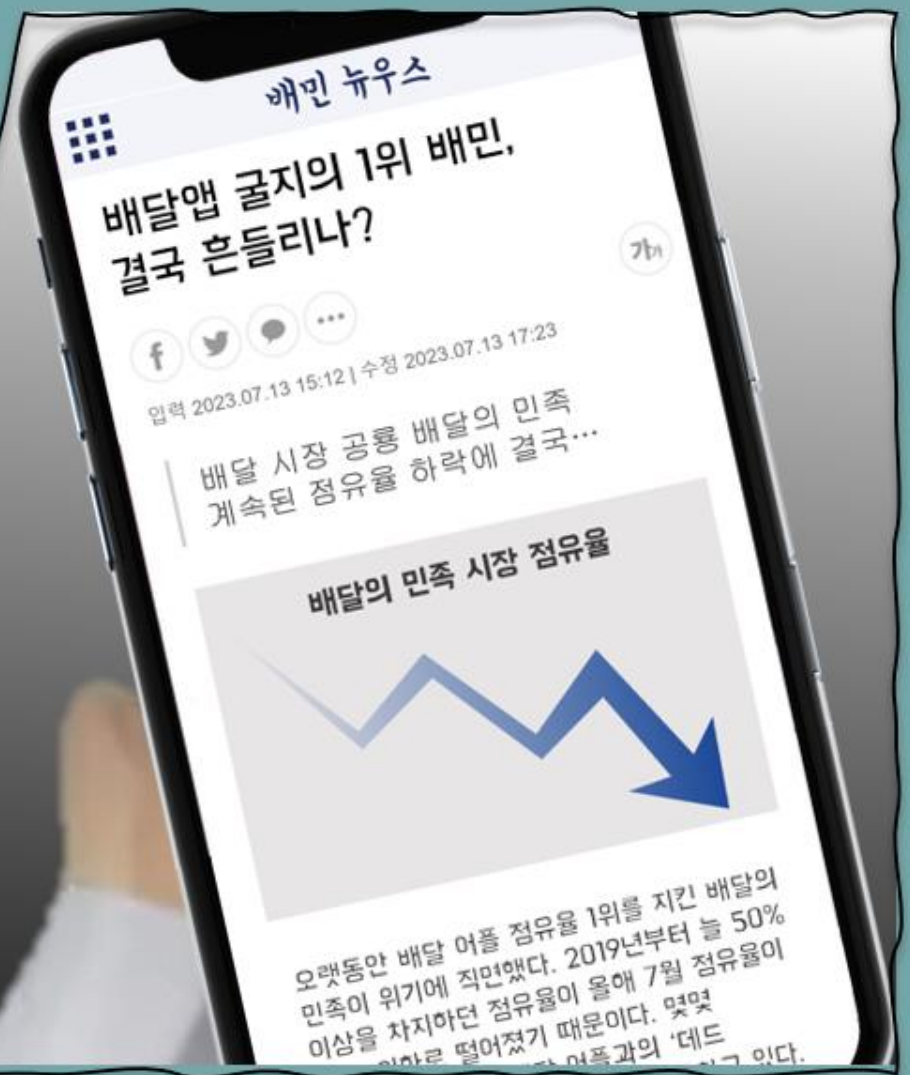 배민 뉴우스
배달앱 굴지의 1위 배민,
결국 흔들리나?
가가
f
입력 2023.07.13 15:12 | 수정 2023.07.13 17:23
배달 시장 공룡 배달의 민족
계속된 점유율 하락에 결국…
배달의 민족 시장 점유율
오랫동안 배달 어플 점유율 1위를 지킨 배달의
민족이 위기에 직면했다. 2019년부터 늘 50%
이상을 차지하던 점유율이 올해 7월 점유율이
떨어졌기 때문이다. 몇몇
어플과의 ‘데드
있다.